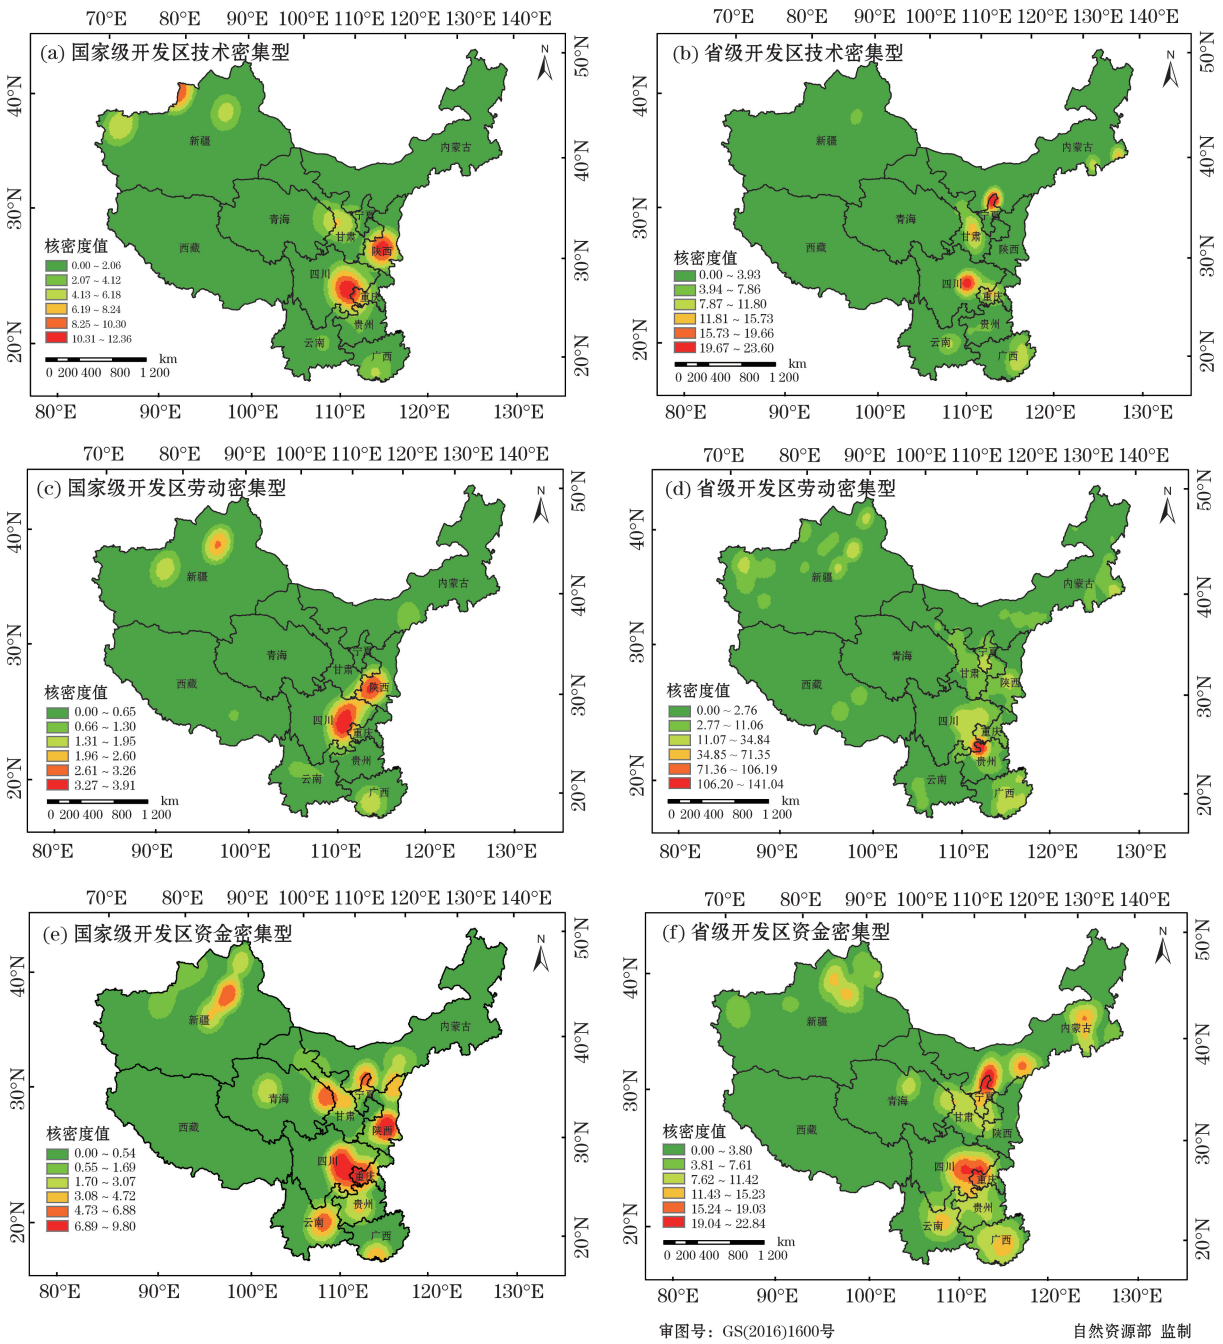 70°E 80°E 90°E 100°E 110°E 120°E 130°E 140°E
(a) 国家级开发区技术密集型
N
50°N
40°N
30°N
20°N
40°N
30°N
20°N
新疆
内蒙古
青海
宁夏
甘肃
陕西
西藏
四川
重庆
贵州
云南
广西
核密度值
0.00 ~ 2.06
2.07 ~ 4.12
4.13 ~ 6.18
6.19 ~ 8.24
8.25 ~ 10.30
10.31 ~ 12.36
km
0 200 400 800 1 200
80°E 90°E 100°E 110°E 120°E 130°E
70°E 80°E 90°E 100°E 110°E 120°E 130°E 140°E
(b) 省级开发区技术密集型
N
50°N
40°N
30°N
20°N
40°N
30°N
20°N
新疆
内蒙古
青海
宁夏
甘肃
陕西
西藏
四川
重庆
贵州
云南
广西
核密度值
0.00 ~ 3.93
3.94 ~ 7.86
7.87 ~ 11.80
11.81 ~ 15.73
15.73 ~ 19.66
19.67 ~ 23.60
km
0 200 400 800 1 200
80°E 90°E 100°E 110°E 120°E 130°E
70°E 80°E 90°E 100°E 110°E 120°E 130°E 140°E
(c) 国家级开发区劳动密集型
N
50°N
40°N
30°N
20°N
40°N
30°N
20°N
新疆
内蒙古
青海
宁夏
甘肃
陕西
西藏
四川
重庆
贵州
云南
广西
核密度值
0.00 ~ 0.65
0.66 ~ 1.30
1.31 ~ 1.95
1.96 ~ 2.60
2.61 ~ 3.26
3.27 ~ 3.91
km
0 200 400 800 1 200
80°E 90°E 100°E 110°E 120°E 130°E
70°E 80°E 90°E 100°E 110°E 120°E 130°E 140°E
(d) 省级开发区劳动密集型
N
50°N
40°N
30°N
20°N
40°N
30°N
20°N
新疆
内蒙古
青海
宁夏
甘肃
陕西
西藏
四川
重庆
贵州
云南
广西
核密度值
0.00 ~ 2.76
2.77 ~ 11.06
11.07 ~ 34.84
34.85 ~ 71.35
71.36 ~ 106.19
106.20 ~ 141.04
km
0 200 400 800 1 200
80°E 90°E 100°E 110°E 120°E 130°E
70°E 80°E 90°E 100°E 110°E 120°E 130°E 140°E
(e) 国家级开发区资金密集型
N
50°N
40°N
30°N
20°N
40°N
30°N
20°N
新疆
内蒙古
青海
宁
甘肃
陕西
西藏
四川
重庆
贵州
云南
广西
核密度值
0.00 ~ 0.54
0.55 ~ 1.69
1.70 ~ 3.07
3.08 ~ 4.72
4.73 ~ 6.88
6.89 ~ 9.80
km
0 200 400 800 1 200
80°E 90°E 100°E 110°E 120°E 130°E
70°E 80°E 90°E 100°E 110°E 120°E 130°E 140°E
(f) 省级开发区资金密集型
N
50°N
40°N
30°N
20°N
40°N
30°N
20°N
新疆
内蒙古
青海
宁夏
甘肃
陕西
西藏
四川
重庆
贵州
云南
广西
核密度值
0.00 ~ 3.80
3.81 ~ 7.61
7.62 ~ 11.42
11.43 ~ 15.23
15.24 ~ 19.03
19.04 ~ 22.84
km
0 200 400 800 1 200
80°E 90°E 100°E 110°E 120°E 130°E
审图号：GS(2016)1600号 自然资源部 监制